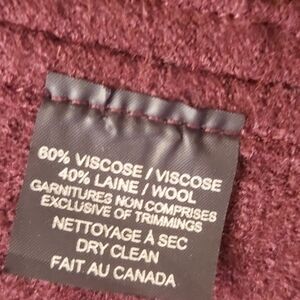 60% VISCOSE / VISCOSE
40% LAINE / WOOL
GARNITURES NON COMPRISES
EXCLUSIVE OF TRIMMINGS
NETTOYAGE À SEC
DRY CLEAN
FAIT AU CANADA